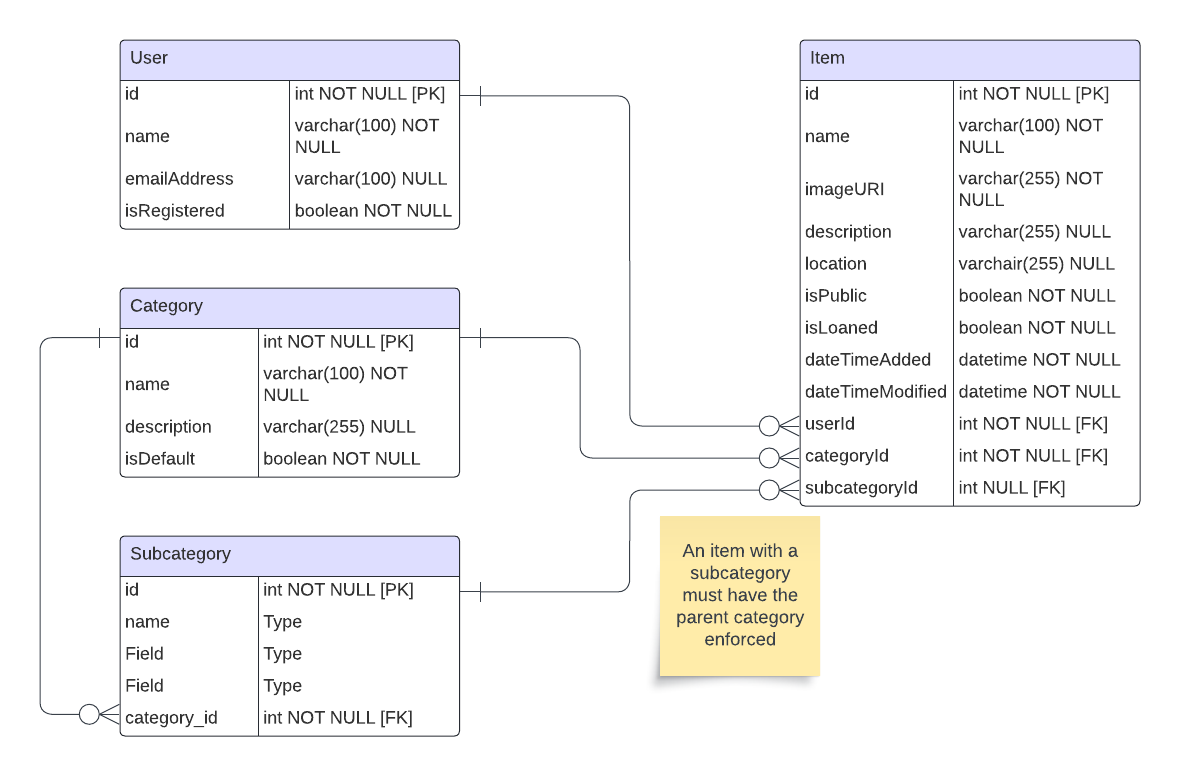 User
id int NOT NULL [PK]
name varchar(100) NOT
NULL
emailAddress varchar(100) NULL
isRegistered boolean NOT NULL
Category
id int NOT NULL [PK]
name varchar(100) NOT
NULL
description varchar(255) NULL
isDefault boolean NOT NULL
Subcategory
id int NOT NULL [PK]
name Type
Field Type
Field Type
category_id int NOT NULL [FK]
Item
id int NOT NULL [PK]
name varchar(100) NOT
NULL
imageURI varchar(255) NOT
NULL
description varchar(255) NULL
location varchair(255) NULL
isPublic boolean NOT NULL
isLoaned boolean NOT NULL
dateTimeAdded datetime NOT NULL
dateTimeModified datetime NOT NULL
userId int NOT NULL [FK]
categoryId int NOT NULL [FK]
subcategoryId int NULL [FK]
An item with a
subcategory
must have the
parent category
enforced